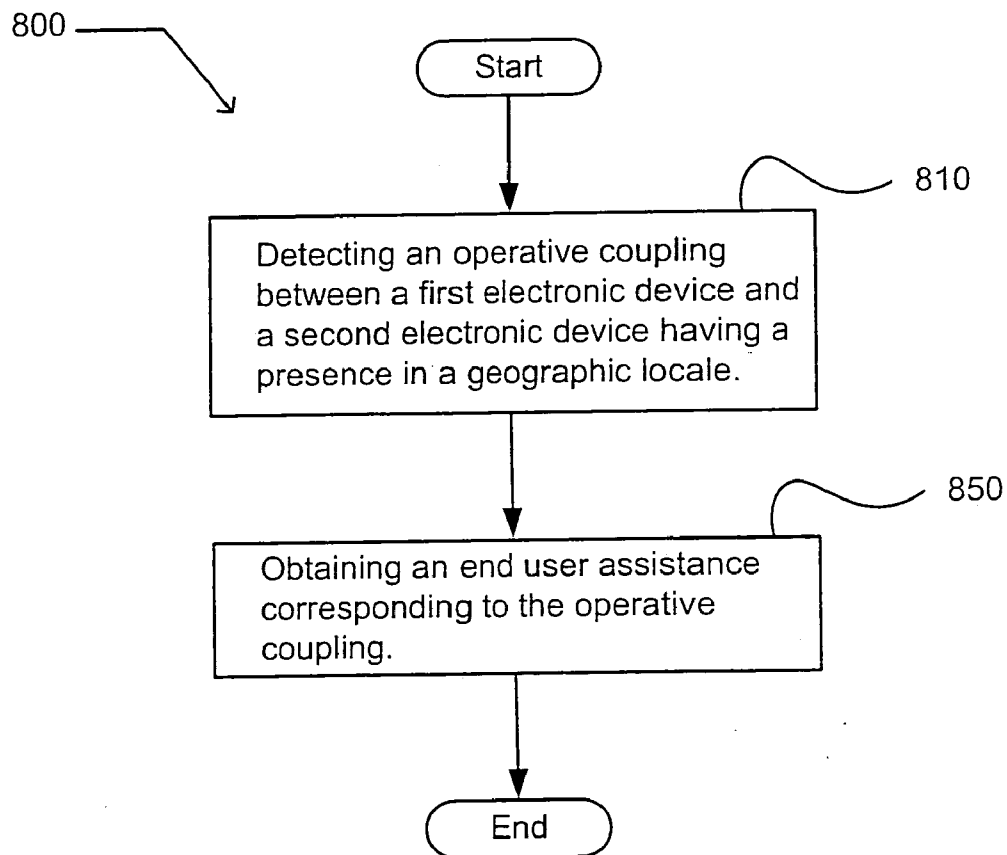 800
Start
810
Detecting an operative coupling
between a first electronic device and
a second electronic device having a
presence in a geographic locale.
850
Obtaining an end user assistance
corresponding to the operative
coupling.
End